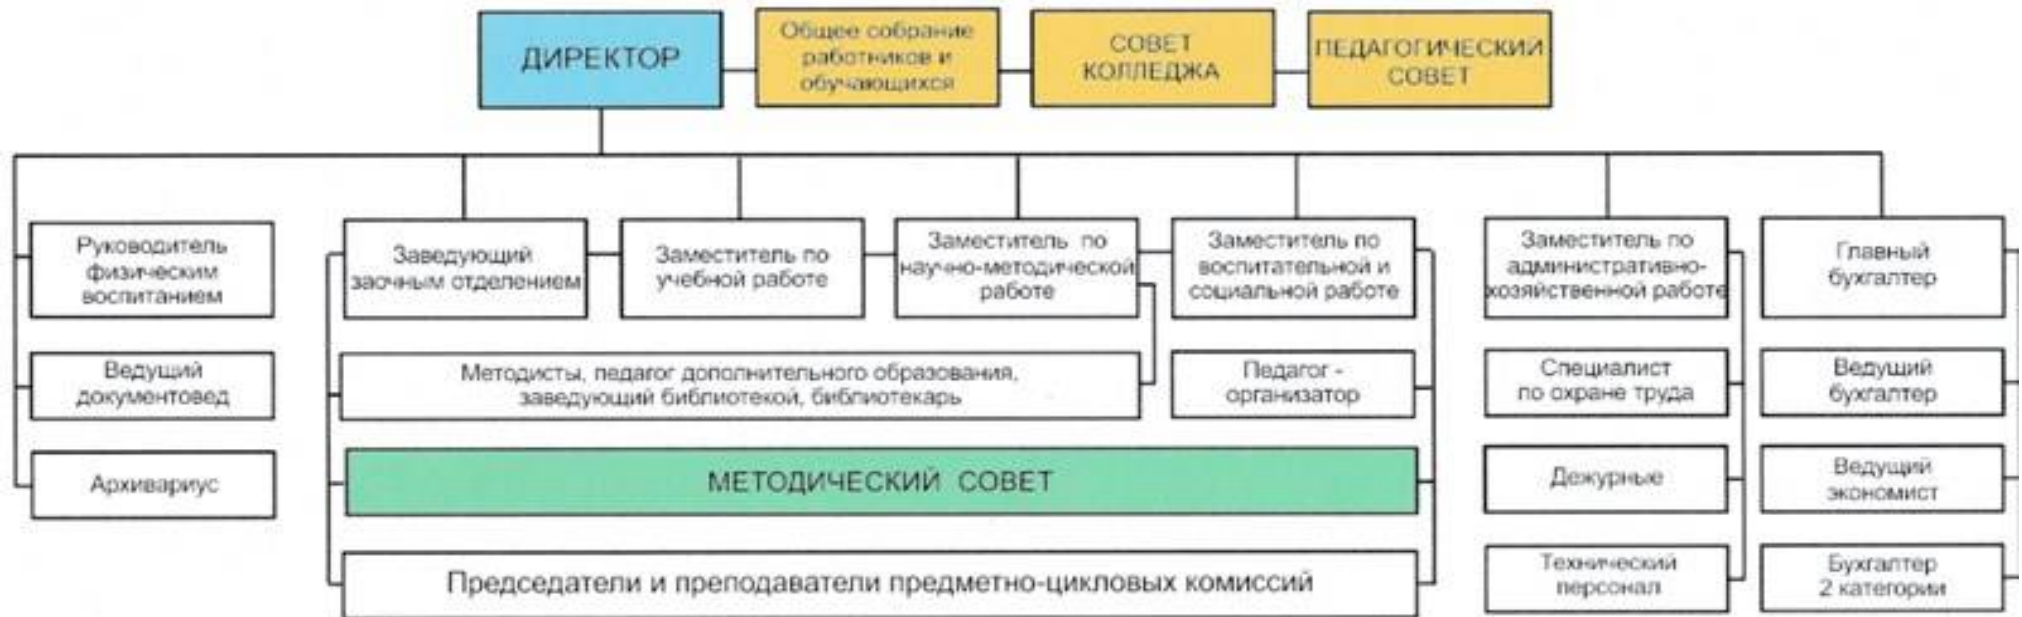 ДИРЕКТОР
Общее собрание
работников и
обучающихся
СОВЕТ
КОЛЛЕДЖА
ПЕДАГОГИЧЕСКИЙ
СОВЕТ
Руководитель
физическим
воспитанием
Заведующий
заочным отделением
Заместитель по
учебной работе
Заместитель по
научно-методической
работе
Заместитель по
воспитательной и
социальной работе
Заместитель по
административно-
хозяйственной работе
Главный
бухгалтер
Ведущий
документовед
Методисты, педагог дополнительного образования,
заведующий библиотекой, библиотекарь
Педагог -
организатор
Специалист
по охране труда
Ведущий
бухгалтер
Архивариус
МЕТОДИЧЕСКИЙ СОВЕТ
Дежурные
Ведущий
экономист
Председатели и преподаватели предметно-цикловых комиссий
Технический
персонал
Бухгалтер
2 категории